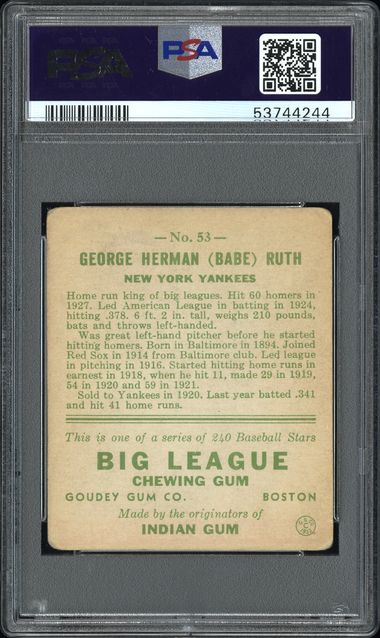 PSA
PSA
53744244
— No. 53 —
GEORGE HERMAN (BABE) RUTH
NEW YORK YANKEES
Home run king of big leagues. Hit 60 homers in
1927. Led American League in batting in 1924,
hitting .378. 6 ft. 2 in. tall, weighs 210 pounds,
bats and throws left-handed.
Was great left-hand pitcher before he started
hitting homers. Born in Baltimore in 1894. Joined
Red Sox in 1914 from Baltimore club. Led league
in pitching in 1916. Started hitting home runs in
earnest in 1918, when he hit 11, made 29 in 1919,
54 in 1920 and 59 in 1921.
Sold to Yankees in 1920. Last year batted .341
and hit 41 home runs.
This is one of a series of 240 Baseball Stars
BIG LEAGUE
CHEWING GUM
GOUDEY GUM CO. BOSTON
Made by the originators of
INDIAN GUM